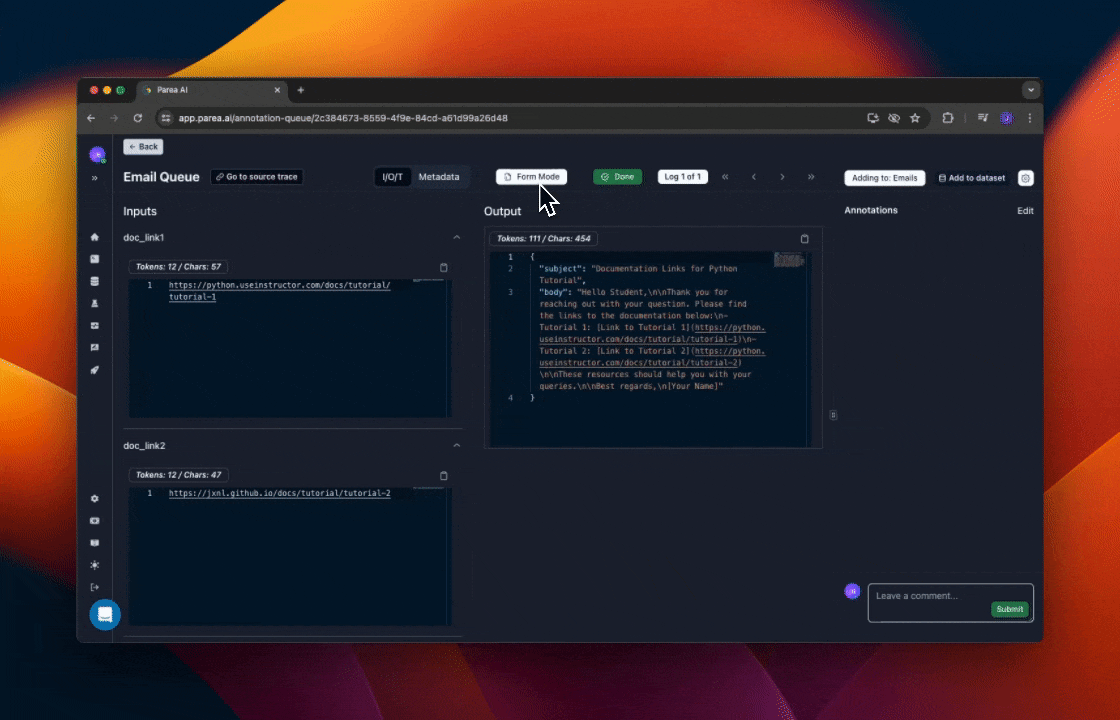 Parea AI
app.parea.ai/annotation-queue/2c384673-8559-4f9e-84cd-a61d99a26d48
← Back
Email Queue
Go to source trace
I/O/T
Metadata
Form Mode
Done
Log 1 of 1
Adding to: Emails
Add to dataset
Inputs
doc_link1
Tokens: 12 / Chars: 57
1 https://python.useinstructor.com/docs/tutorial/
tutorial-1
doc_link2
Tokens: 12 / Chars: 47
1 https://jxnl.github.io/docs/tutorial/tutorial-2
Output
Tokens: 111 / Chars: 454
1 {
2 "subject": "Documentation Links for Python
Tutorial",
3 "body": "Hello Student,\n\nThank you for
reaching out with your question. Please find
the links to the documentation below:\n-
Tutorial 1: [Link to Tutorial 1](https://python.
useinstructor.com/docs/tutorial/tutorial-1)\n-
Tutorial 2: [Link to Tutorial 2](https://python.
useinstructor.com/docs/tutorial/tutorial-2)
\n\nThese resources should help you with your
queries.\n\nBest regards,\n[Your Name]"
4 }
Annotations
Edit
Leave a comment...
Submit